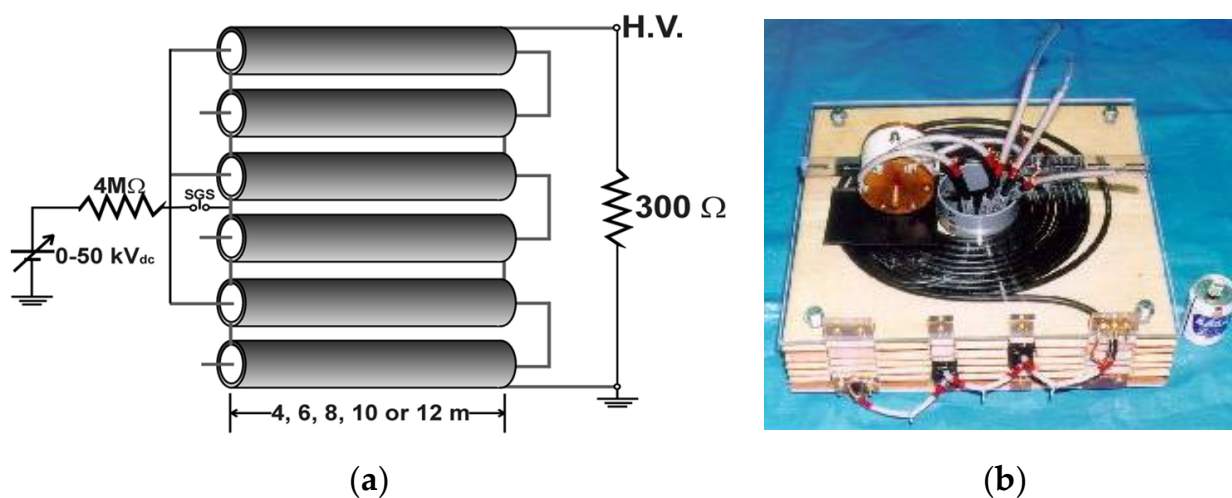 H.V.
4MΩ
SGS
300 Ω
0-50 kVdc
4, 6, 8, 10 or 12 m
(a)
(b)